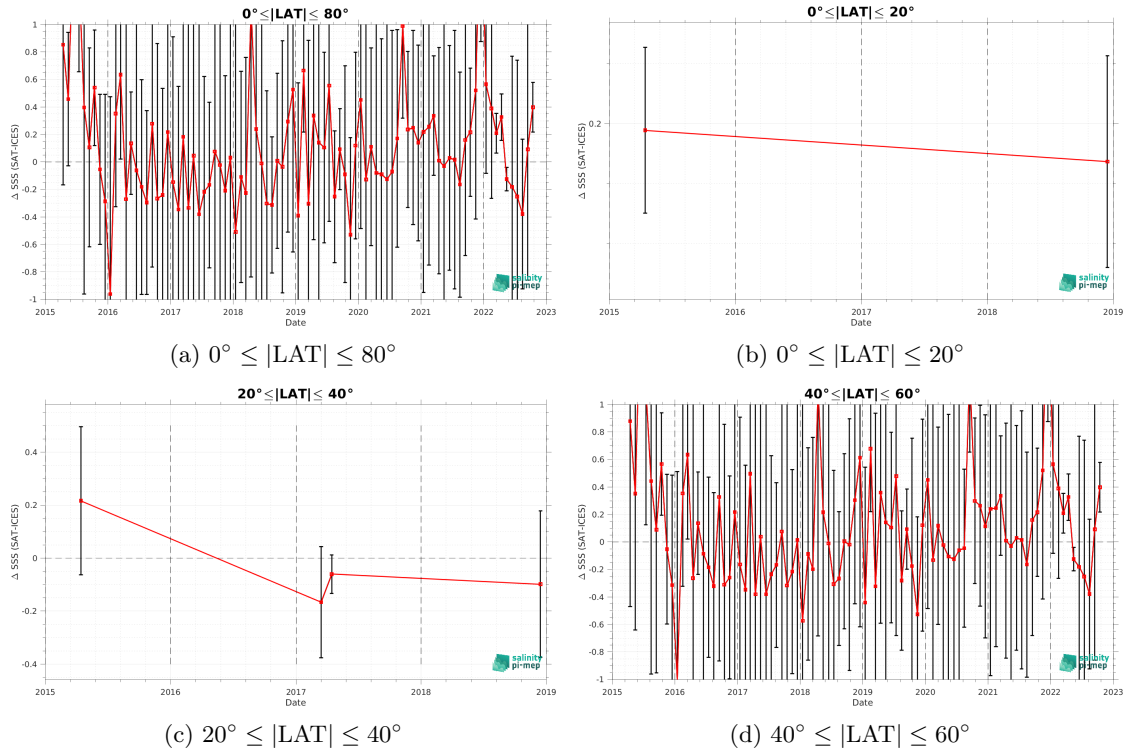 0°≤|LAT|≤ 80°
Δ SSS (SAT-ICES)
1
0.8
0.6
0.4
0.2
0
-0.2
-0.4
-0.6
-0.8
-1
2015
2016
2017
2018
2019
2020
2021
2022
2023
Date
salinity
pi-mep
(a) 0° ≤ |LAT| ≤ 80°
0°≤|LAT|≤ 20°
Δ SSS (SAT-ICES)
0.2
2015
2016
2017
2018
2019
Date
salinity
pi-mep
(b) 0° ≤ |LAT| ≤ 20°
20°≤|LAT|≤ 40°
Δ SSS (SAT-ICES)
0.4
0.2
0
-0.2
-0.4
2015
2016
2017
2018
2019
Date
salinity
pi-mep
(c) 20° ≤ |LAT| ≤ 40°
40°≤|LAT|≤ 60°
Δ SSS (SAT-ICES)
1
0.8
0.6
0.4
0.2
0
-0.2
-0.4
-0.6
-0.8
-1
2015
2016
2017
2018
2019
2020
2021
2022
2023
Date
salinity
pi-mep
(d) 40° ≤ |LAT| ≤ 60°